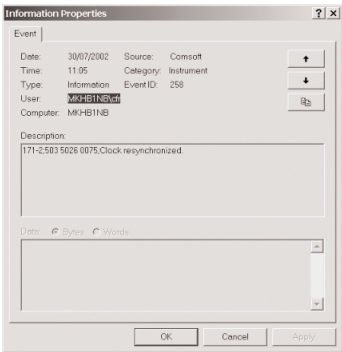 Information Properties
Event
Date: 30/07/2002 Source: Comsoft
Time: 11:05 Category: Instrument
Type: Information Event ID: 258
User: MKHB1NB\cfr
Computer: MKHB1NB
Description:
171-2;503 5026 0075;Clock resynchronized.
Data: Bytes Words
OK Cancel Apply